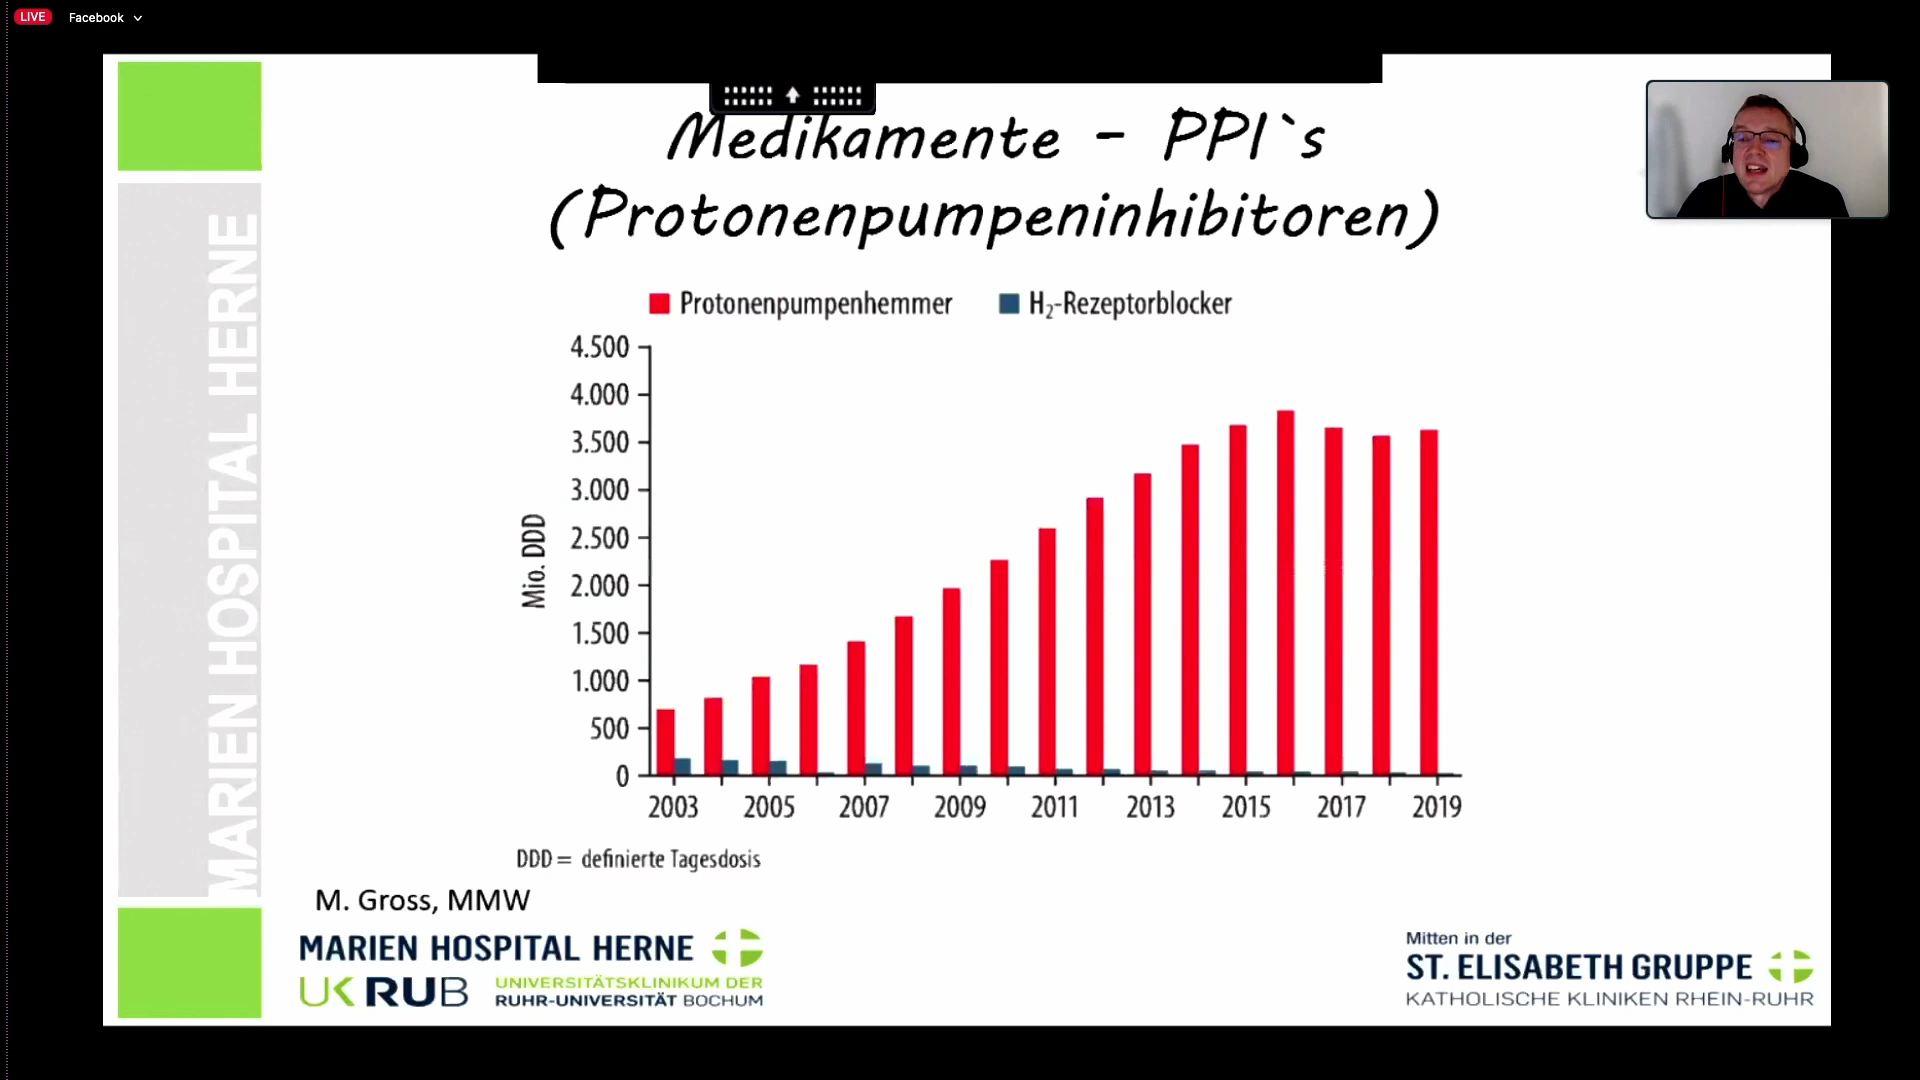 LIVE Facebook
Medikamente - PPI`s
(Protonenpumpeninhibitoren)
MARIEN HOSPITAL HERNE
Protonenpumpenhemmer H₂-Rezeptorblocker
4.500
4.000
3.500
3.000
2.500
2.000
1.500
1.000
500
0
Mio. DDD
2003 2005 2007 2009 2011 2013 2015 2017 2019
DDD = definierte Tagesdosis
M. Gross, MMW
MARIEN HOSPITAL HERNE
UK RUB UNIVERSITÄTSKLINIKUM DER
RUHR-UNIVERSITÄT BOCHUM
Mitten in der
ST. ELISABETH GRUPPE
KATHOLISCHE KLINIKEN RHEIN-RUHR